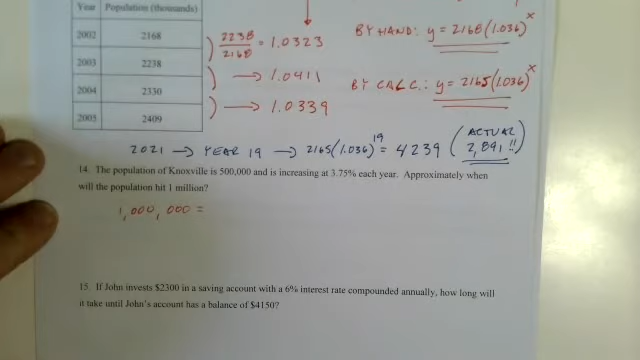 Year Population (thousands)
2002 2168
2003 2238
2004 2330
2005 2409
2238/2168 = 1.0323
) → 1.0411
) → 1.0339
BY HAND: y = 2168(1.036)^x
BY CALC.: y = 2165(1.036)^x
2021 → YEAR 19 → 2165(1.036)^19 = 4239 (ACTUAL 2,891 !!)
14. The population of Knoxville is 500,000 and is increasing at 3.75% each year. Approximately when
will the population hit 1 million?
1,000,000 =
15. If John invests $2300 in a saving account with a 6% interest rate compounded annually, how long will
it take until John's account has a balance of $4150?